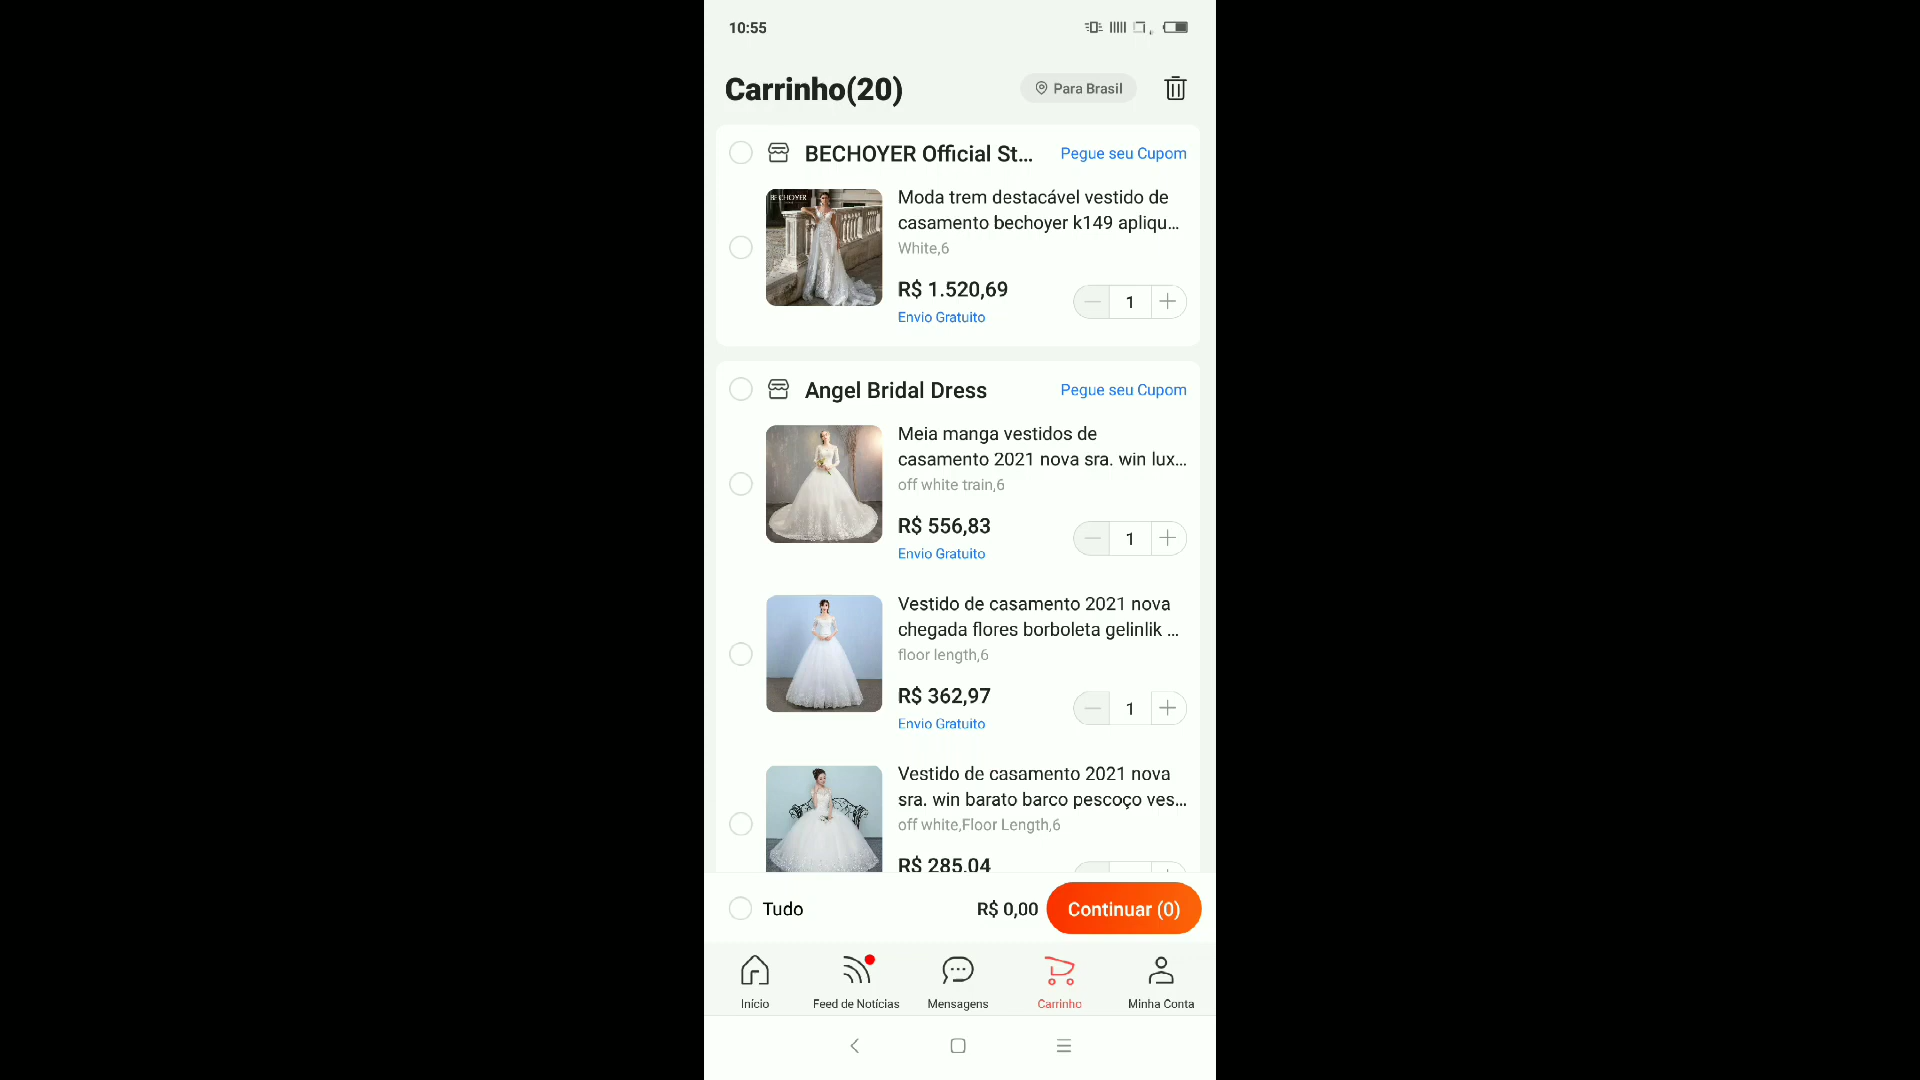 10:55
Carrinho(20)
Para Brasil
BECHOYER Official St...
Pegue seu Cupom
BECHOYER
Moda trem destacável vestido de
casamento bechoyer k149 apliqu...
White,6
R$ 1.520,69
1
Envio Gratuito
Angel Bridal Dress
Pegue seu Cupom
Meia manga vestidos de
casamento 2021 nova sra. win lux...
off white train,6
R$ 556,83
1
Envio Gratuito
Vestido de casamento 2021 nova
chegada flores borboleta gelinlik ...
floor length,6
R$ 362,97
1
Envio Gratuito
Vestido de casamento 2021 nova
sra. win barato barco pescoço ves...
off white,Floor Length,6
R$ 285,04
Tudo
R$ 0,00
Continuar (0)
Início
Feed de Notícias
Mensagens
Carrinho
Minha Conta